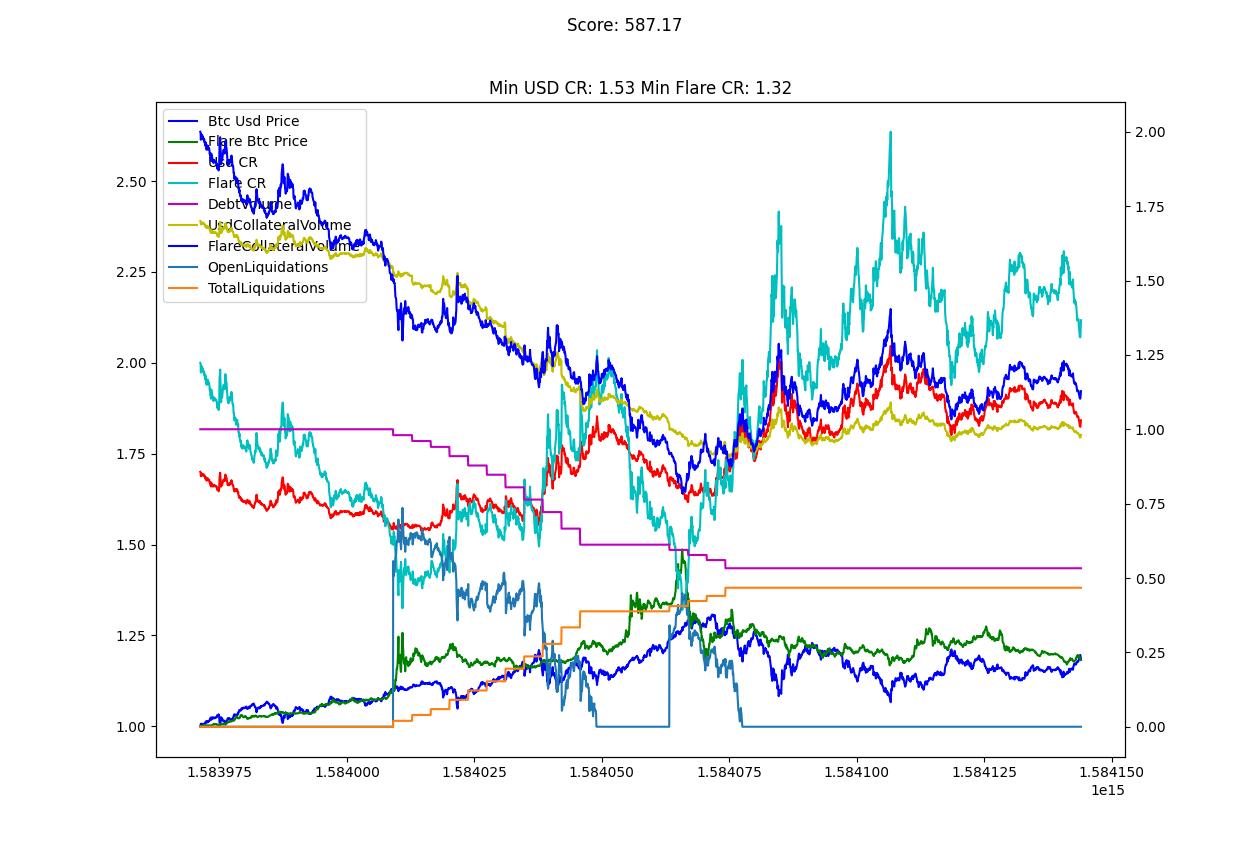 Score: 587.17
Min USD CR: 1.53 Min Flare CR: 1.32
Btc Usd Price
Flare Btc Price
Usd CR
Flare CR
DebtVolume
UsdCollateralVolume
FlareCollateralVolume
OpenLiquidations
TotalLiquidations
2.50
2.25
2.00
1.75
1.50
1.25
1.00
2.00
1.75
1.50
1.25
1.00
0.75
0.50
0.25
0.00
1.583975
1.584000
1.584025
1.584050
1.584075
1.584100
1.584125
1.584150
1e15